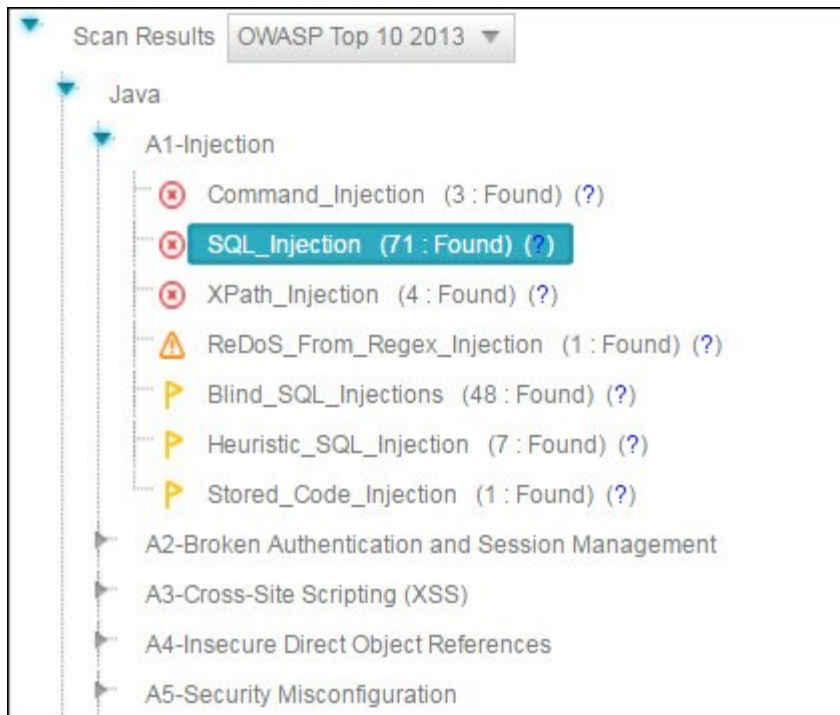 Scan Results OWASP Top 10 2013
Java
A1-Injection
Command_Injection (3 : Found) (?)
SQL_Injection (71 : Found) (?)
XPath_Injection (4 : Found) (?)
ReDoS_From_Regex_Injection (1 : Found) (?)
Blind_SQL_Injections (48 : Found) (?)
Heuristic_SQL_Injection (7 : Found) (?)
Stored_Code_Injection (1 : Found) (?)
A2-Broken Authentication and Session Management
A3-Cross-Site Scripting (XSS)
A4-Insecure Direct Object References
A5-Security Misconfiguration